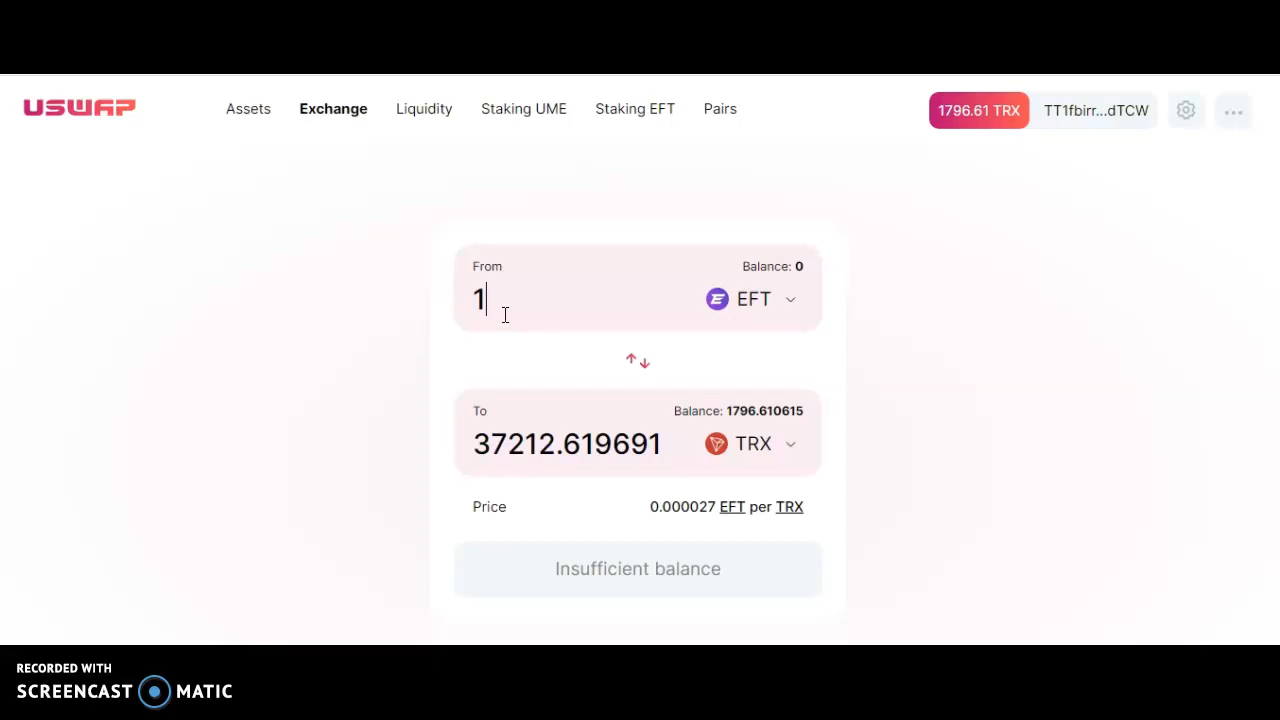 USWAP Assets Exchange Liquidity Staking UME Staking EFT Pairs 1796.61 TRX TT1fbirr...dTCW
From Balance: 0
1 EFT
To Balance: 1796.610615
37212.619691 TRX
Price 0.000027 EFT per TRX
Insufficient balance
RECORDED WITH
SCREENCAST MATIC